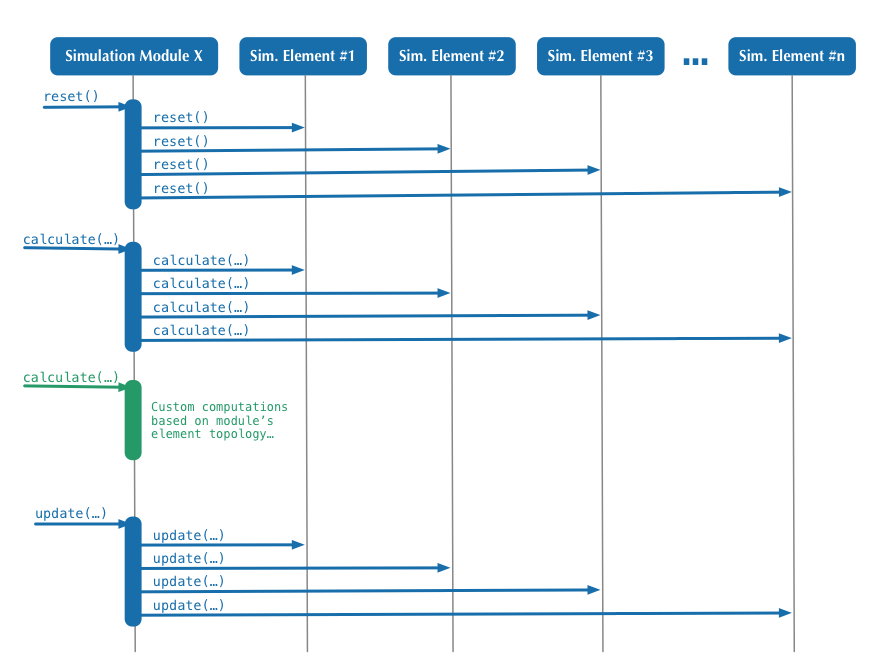 Simulation Module X
Sim. Element #1
Sim. Element #2
Sim. Element #3
...
Sim. Element #n
reset()
reset()
reset()
reset()
reset()
calculate(…)
calculate(…)
calculate(…)
calculate(…)
calculate(…)
calculate(…)
Custom computations
based on module’s
element topology…
update(…)
update(…)
update(…)
update(…)
update(…)